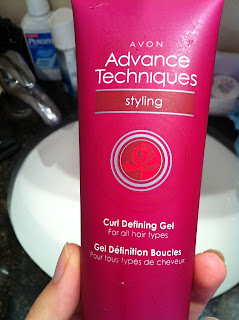 AVON
Advance
Techniques
styling
Curl Defining Gel
For all hair types
Gel Définition Boucles
Pour tous types de cheveux